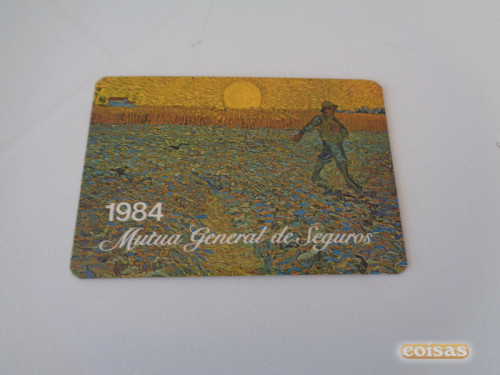 1984
Mutua General de Seguros
coisas